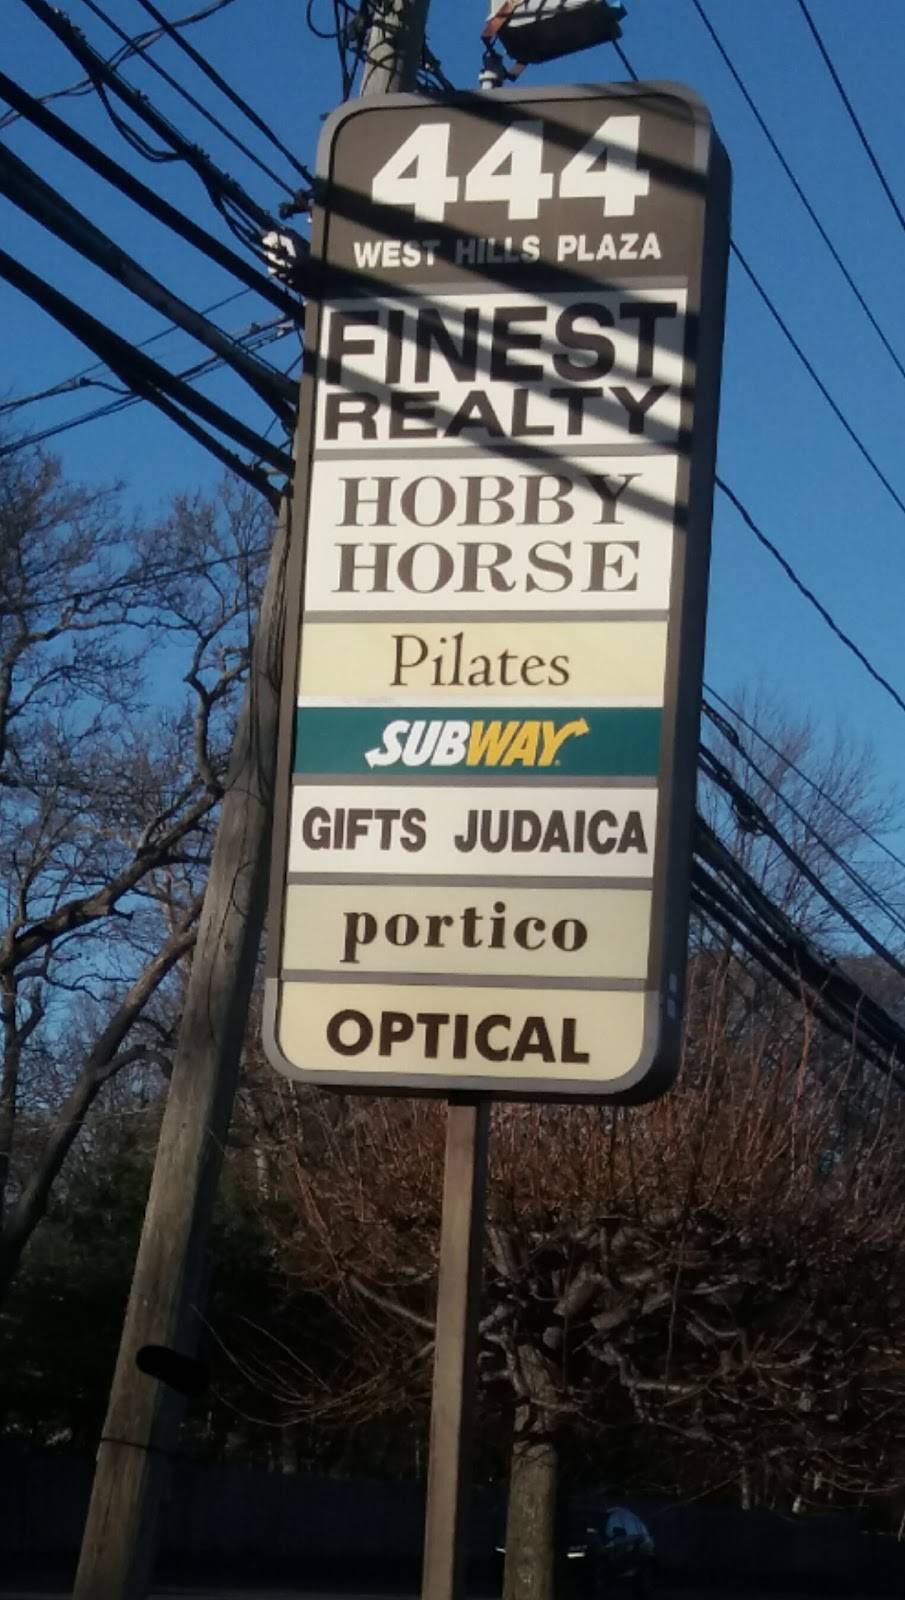 444
WEST HILLS PLAZA
FINEST
REALTY
HOBBY
HORSE
Pilates
SUBWAY
GIFTS JUDAICA
portico
OPTICAL